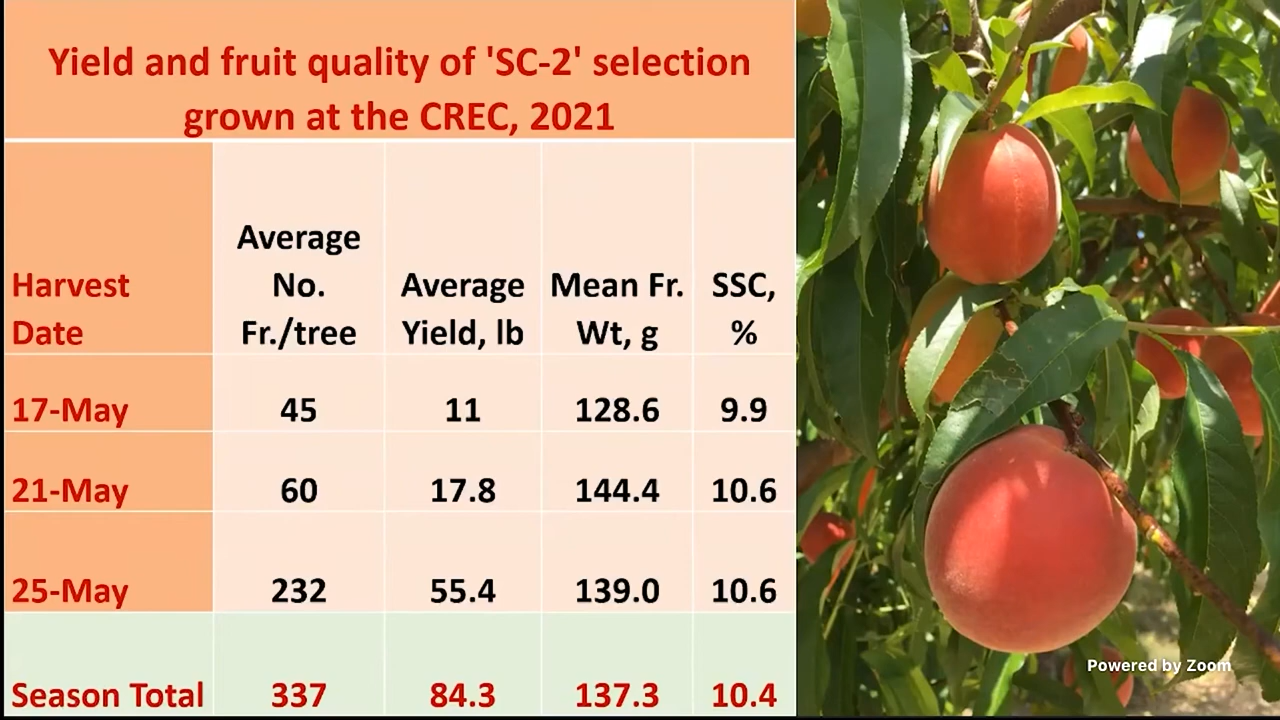 Yield and fruit quality of 'SC-2' selection
grown at the CREC, 2021
Harvest Date Average No. Fr./tree Average Yield, lb Mean Fr. Wt, g SSC, %
17-May 45 11 128.6 9.9
21-May 60 17.8 144.4 10.6
25-May 232 55.4 139.0 10.6
Season Total 337 84.3 137.3 10.4
Powered by Zoom